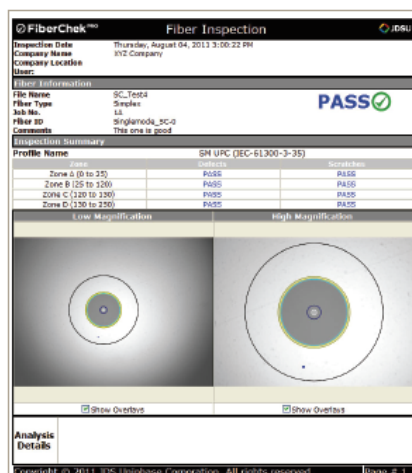 FiberChek PRO Fiber Inspection JDSU
Inspection Date Thursday, August 04, 2011 3:00:22 PM
Company Name XYZ Company
Company Location
User:
Fiber Information
File Name SC_Test4
Fiber Type Simplex
Job No. 11
Fiber ID Singlemode_SC-0
Comments This one is good
PASS
Inspection Summary
Profile Name SM UPC (IEC-61300-3-35)
Zone Defects Scratches
Zone A (0 to 25) PASS PASS
Zone B (25 to 120) PASS PASS
Zone C (120 to 130) PASS PASS
Zone D (130 to 250) PASS PASS
Low Magnification High Magnification
Show Overlays Show Overlays
Analysis
Details
Copyright © 2011 JDS Uniphase Corporation. All rights reserved. Page # 1